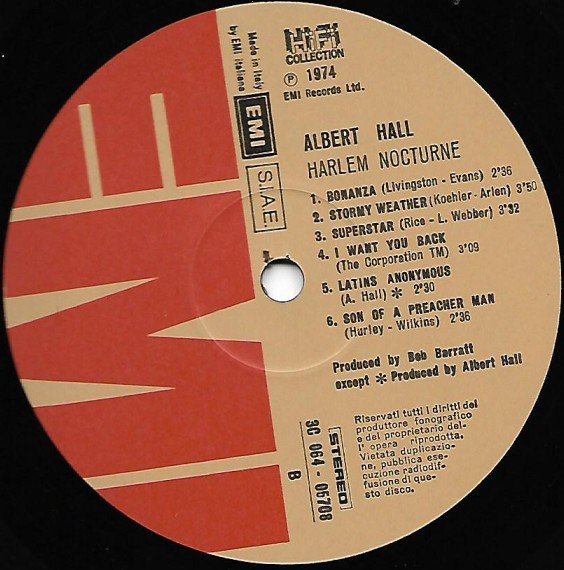 HiFi
COLLECTION
Ⓟ 1974
EMI Records Ltd.
Made in Italy
by EMI Italiana
EMI
S.I.A.E.
ALBERT HALL
HARLEM NOCTURNE
1. BONANZA (Livingston - Evans) 2'36
2. STORMY WEATHER (Koehler - Arlen) 3'50
3. SUPERSTAR (Rice - L. Webber) 3'32
4. I WANT YOU BACK
(The Corporation TM) 3'09
5. LATINS ANONYMOUS
(A. Hall) * 2'30
6. SON OF A PREACHER MAN
(Hurley - Wilkins) 2'36
Produced by Bob Barratt
except * Produced by Albert Hall
Riservati tutti i diritti del
produttore fonografico
e del proprietario del-
l' opera riprodotta.
Vietata duplicazio-
ne, pubblica ese-
cuzione radiodif-
fusione di que-
sto disco.
STEREO
3C 064 - 05708
B
EMI